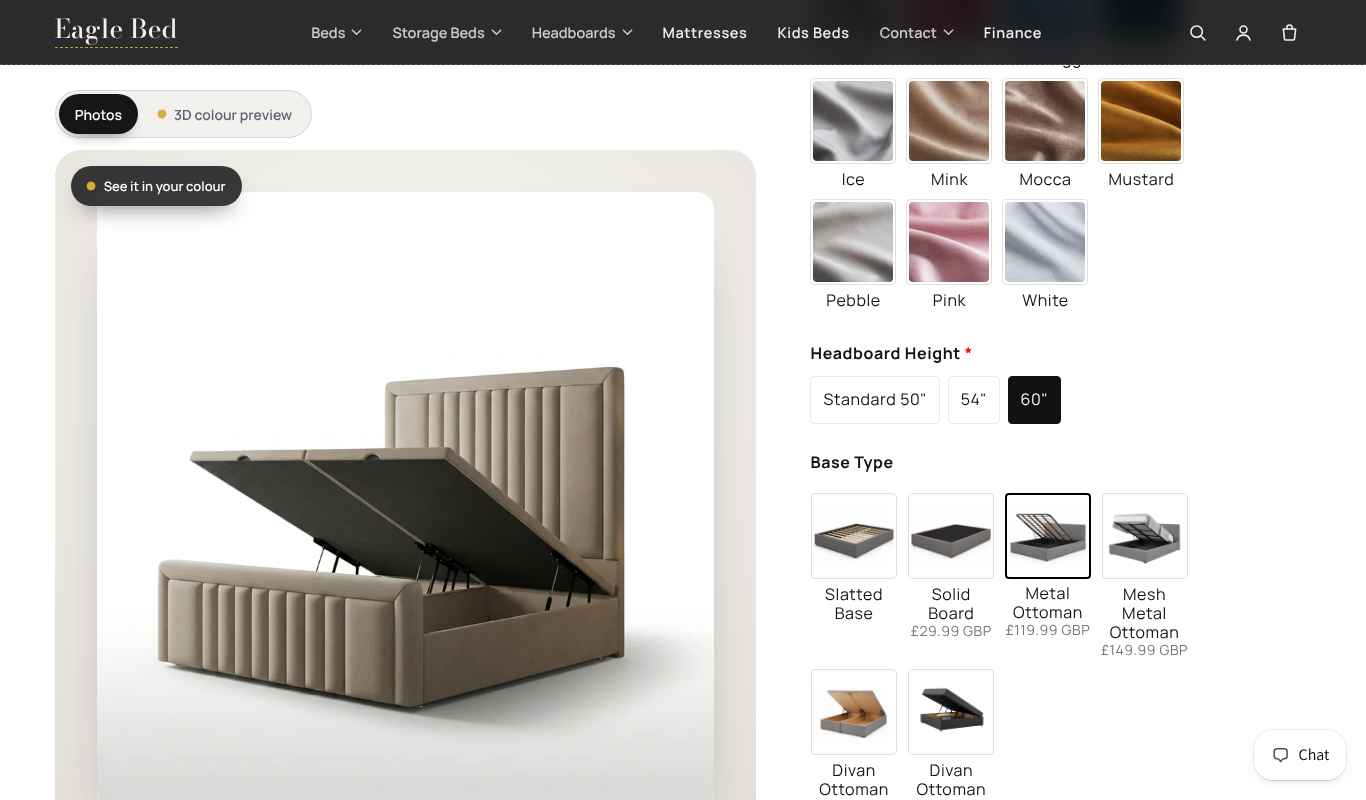 Eagle Bed
Beds
Storage Beds
Headboards
Mattresses
Kids Beds
Contact
Finance
Photos
3D colour preview
See it in your colour
Ice
Mink
Mocca
Mustard
Pebble
Pink
White
Headboard Height *
Standard 50"
54"
60"
Base Type
Slatted
Base
Solid
Board
£29.99 GBP
Metal
Ottoman
£119.99 GBP
Mesh
Metal
Ottoman
£149.99 GBP
Divan
Ottoman
Divan
Ottoman
Chat